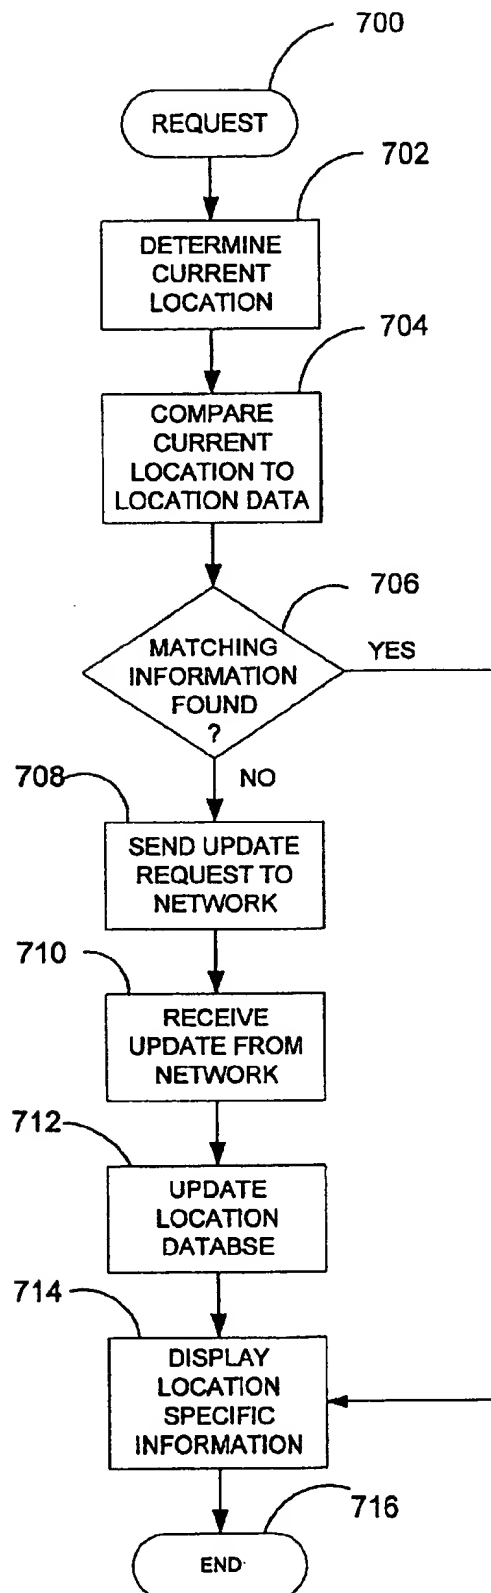 700
REQUEST
702
DETERMINE
CURRENT
LOCATION
704
COMPARE
CURRENT
LOCATION TO
LOCATION DATA
706
MATCHING
INFORMATION
FOUND
?
YES
NO
708
SEND UPDATE
REQUEST TO
NETWORK
710
RECEIVE
UPDATE FROM
NETWORK
712
UPDATE
LOCATION
DATABSE
714
DISPLAY
LOCATION
SPECIFIC
INFORMATION
716
END